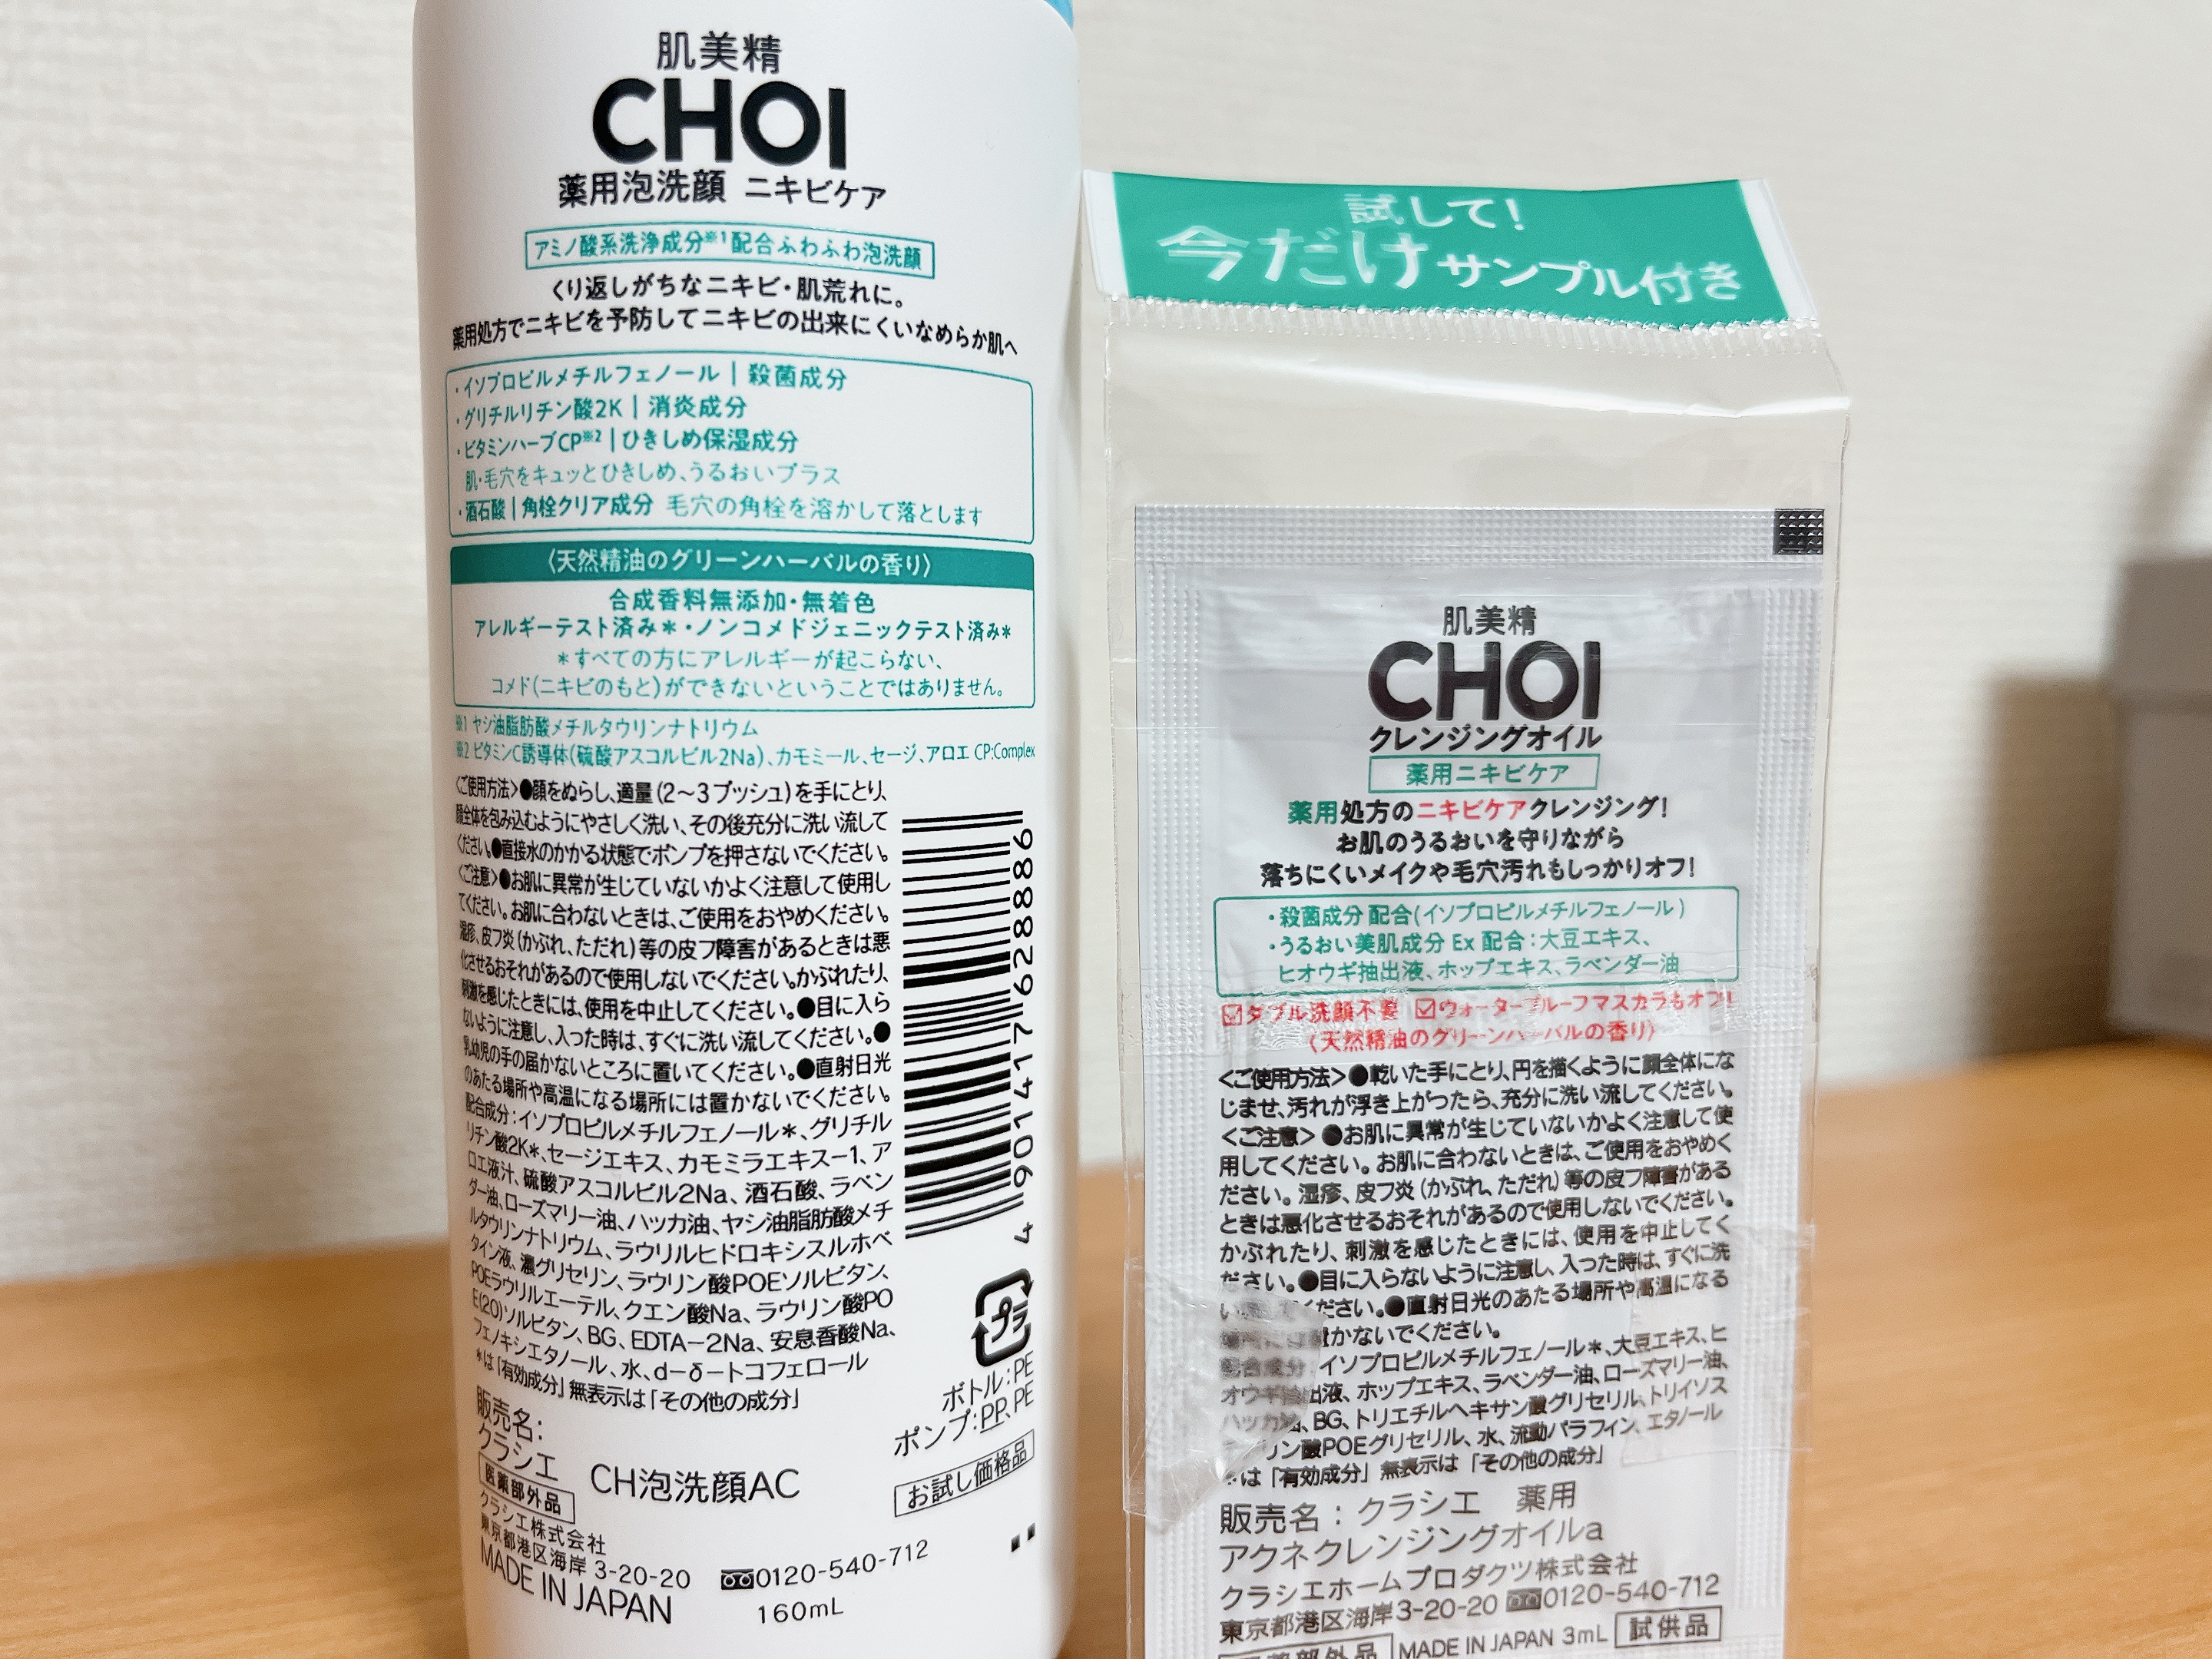 肌美精
CHOI
薬用泡洗顔 ニキビケア
アミノ酸系洗浄成分※1配合ふわふわ泡洗顔
くり返しがちなニキビ・肌荒れに。
薬用処方でニキビを予防してニキビの出来にくいなめらか肌へ
・イソプロピルメチルフェノール | 殺菌成分
・グリチルリチン酸2K | 消炎成分
・ビタミンハーブCP※2 | ひきしめ保湿成分
肌・毛穴をキュッとひきしめ、うるおいプラス
・酒石酸 | 角栓クリア成分 毛穴の角栓を溶かして落とします
〈天然精油のグリーンハーバルの香り〉
合成香料無添加・無着色
アレルギーテスト済み＊・ノンコメドジェニックテスト済み＊
＊すべての方にアレルギーが起こらない、
コメド(ニキビのもと)ができないということではありません。
※1 ヤシ油脂肪酸メチルタウリンナトリウム
※2 ビタミンC誘導体(硫酸アスコルビル2Na)、カモミール、セージ、アロエ CP:Complex
〈ご使用方法〉●顔をぬらし、適量(2〜3プッシュ)を手にとり、
顔全体を包み込むようにやさしく洗い、その後充分に洗い流して
ください。●直接水のかかる状態でポンプを押さないでください。
〈ご注意〉●お肌に異常が生じていないかよく注意して使用し
てください。お肌に合わないときは、ご使用をおやめください。
湿疹、皮フ炎(かぶれ、ただれ)等の皮フ障害があるときは悪
化させるおそれがあるので使用しないでください。かぶれたり、
刺激を感じたときには、使用を中止してください。●目に入ら
ないように注意し、入った時は、すぐに洗い流してください。●
乳幼児の手の届かないところに置いてください。●直射日光
のあたる場所や高温になる場所には置かないでください。
配合成分：イソプロピルメチルフェノール＊、グリチル
リチン酸2K＊、セージエキス、カモミラエキス−1、ア
ロエ液汁、硫酸アスコルビル2Na、酒石酸、ラベン
ダー油、ローズマリー油、ハッカ油、ヤシ油脂肪酸メチ
ルタウリンナトリウム、ラウリルヒドロキシスルホベ
タイン液、濃グリセリン、ラウリン酸POEソルビタン、
POEラウリルエーテル、クエン酸Na、ラウリン酸PO
E(20)ソルビタン、BG、EDTA−2Na、安息香酸Na、
フェノキシエタノール、水、d−δ−トコフェロール
＊は「有効成分」無表示は「その他の成分」
4 901417 628886
プラ
ボトル:PE
ポンプ:PP、PE
お試し価格品
販売名：
クラシエ
CH泡洗顔AC
医薬部外品
クラシエ株式会社
東京都港区海岸 3-20-20 0120-540-712
MADE IN JAPAN 160mL
試して！
今だけサンプル付き
肌美精
CHOI
クレンジングオイル
薬用ニキビケア
薬用処方のニキビケアクレンジング！
お肌のうるおいを守りながら
落ちにくいメイクや毛穴汚れもしっかりオフ！
・殺菌成分 配合(イソプロピルメチルフェノール)
・うるおい美肌成分 Ex 配合：大豆エキス、
ヒオウギ抽出液、ホップエキス、ラベンダー油
☑ダブル洗顔不要 ☑ウォータープルーフマスカラもオフ！
〈天然精油のグリーンハーバルの香り〉
＜ご使用方法＞●乾いた手にとり、円を描くように顔全体にな
じませ、汚れが浮き上がったら、充分に洗い流してください。
＜ご注意＞ ●お肌に異常が生じていないかよく注意して使
用してください。お肌に合わないときは、ご使用をおやめく
ださい。湿疹、皮フ炎(かぶれ、ただれ)等の皮フ障害がある
ときは悪化させるおそれがあるので使用しないでください。
かぶれたり、刺激を感じたときには、使用を中止してく
ださい。●目に入らないように注意し、入った時は、すぐに洗
ください。●直射日光のあたる場所や高温になる
置かないでください。
配合成分 イソプロピルメチルフェノール＊、大豆エキス、ヒ
オウギ抽出液、ホップエキス、ラベンダー油、ローズマリー油、
ハッカ油、BG、トリエチルヘキサン酸グリセリル、トリイソス
リン酸POEグリセリル、水、流動パラフィン、エタノール
＊は「有効成分」無表示は「その他の成分」
販売名：クラシエ 薬用
アクネクレンジングオイルa
クラシエホームプロダクツ株式会社
東京都港区海岸3-20-20 0120-540-712
医薬部外品 MADE IN JAPAN 3mL 試供品